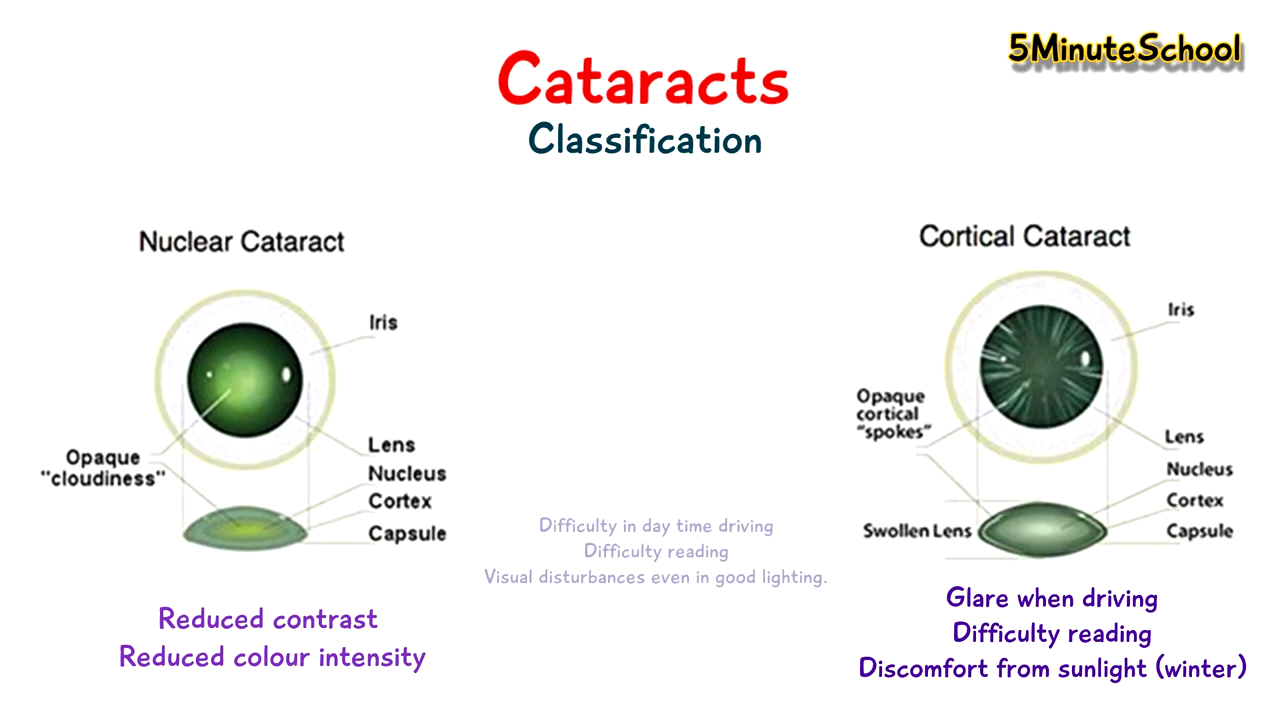 5MinuteSchool
Cataracts
Classification
Nuclear Cataract
Iris
Opaque
"cloudiness"
Lens
Nucleus
Cortex
Capsule
Reduced contrast
Reduced colour intensity
Difficulty in day time driving
Difficulty reading
Visual disturbances even in good lighting.
Cortical Cataract
Iris
Opaque
cortical
"spokes"
Lens
Nucleus
Cortex
Swollen Lens
Capsule
Glare when driving
Difficulty reading
Discomfort from sunlight (winter)